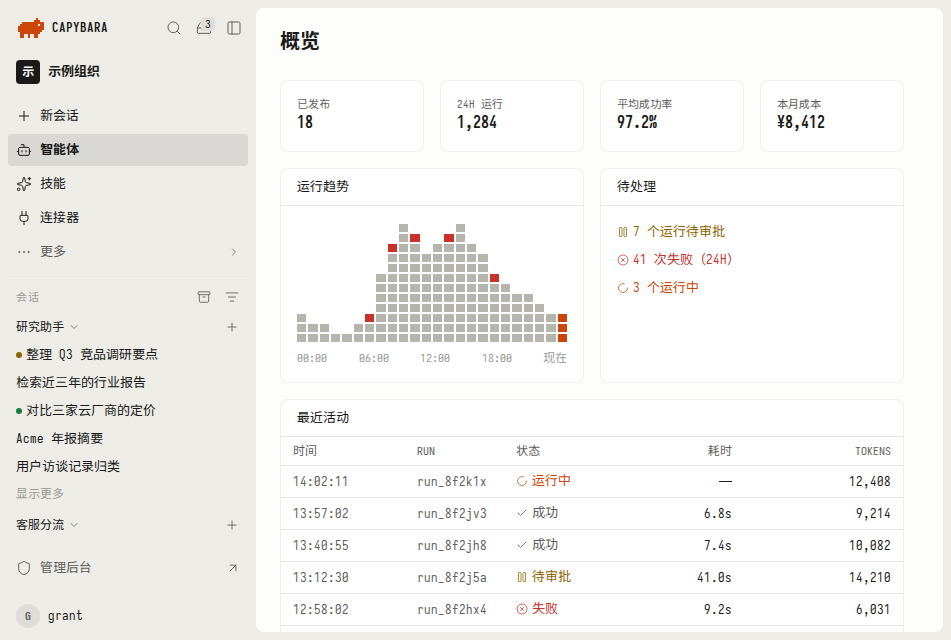 CAPYBARA
3
示 示例组织
新会话
智能体
技能
连接器
更多
会话
研究助手
整理 Q3 竞品调研要点
检索近三年的行业报告
对比三家云厂商的定价
Acme 年报摘要
用户访谈记录归类
显示更多
客服分流
管理后台
G grant
概览
已发布
18
24H 运行
1,284
平均成功率
97.2%
本月成本
¥8,412
运行趋势
00:00 06:00 12:00 18:00 现在
待处理
7 个运行待审批
41 次失败 (24H)
3 个运行中
最近活动
时间 RUN 状态 耗时 TOKENS
14:02:11 run_8f2k1x 运行中 — 12,408
13:57:02 run_8f2jv3 成功 6.8s 9,214
13:40:55 run_8f2jh8 成功 7.4s 10,082
13:12:30 run_8f2j5a 待审批 41.0s 14,210
12:58:02 run_8f2hx4 失败 9.2s 6,031